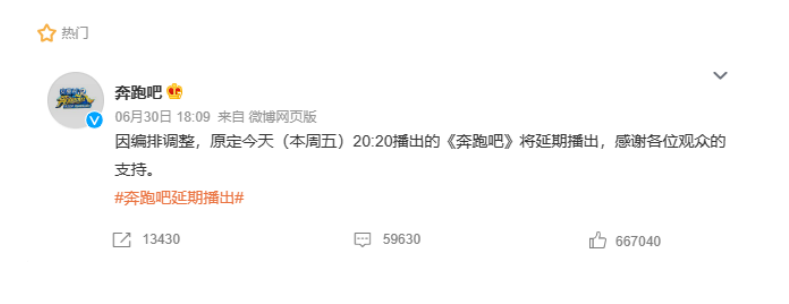 热门
奔跑吧
06月30日 18:09 来自 微博网页版
因编排调整，原定今天（本周五）20:20播出的《奔跑吧》将延期播出，感谢各位观众的
支持。
#奔跑吧延期播出#
13430 59630 667040